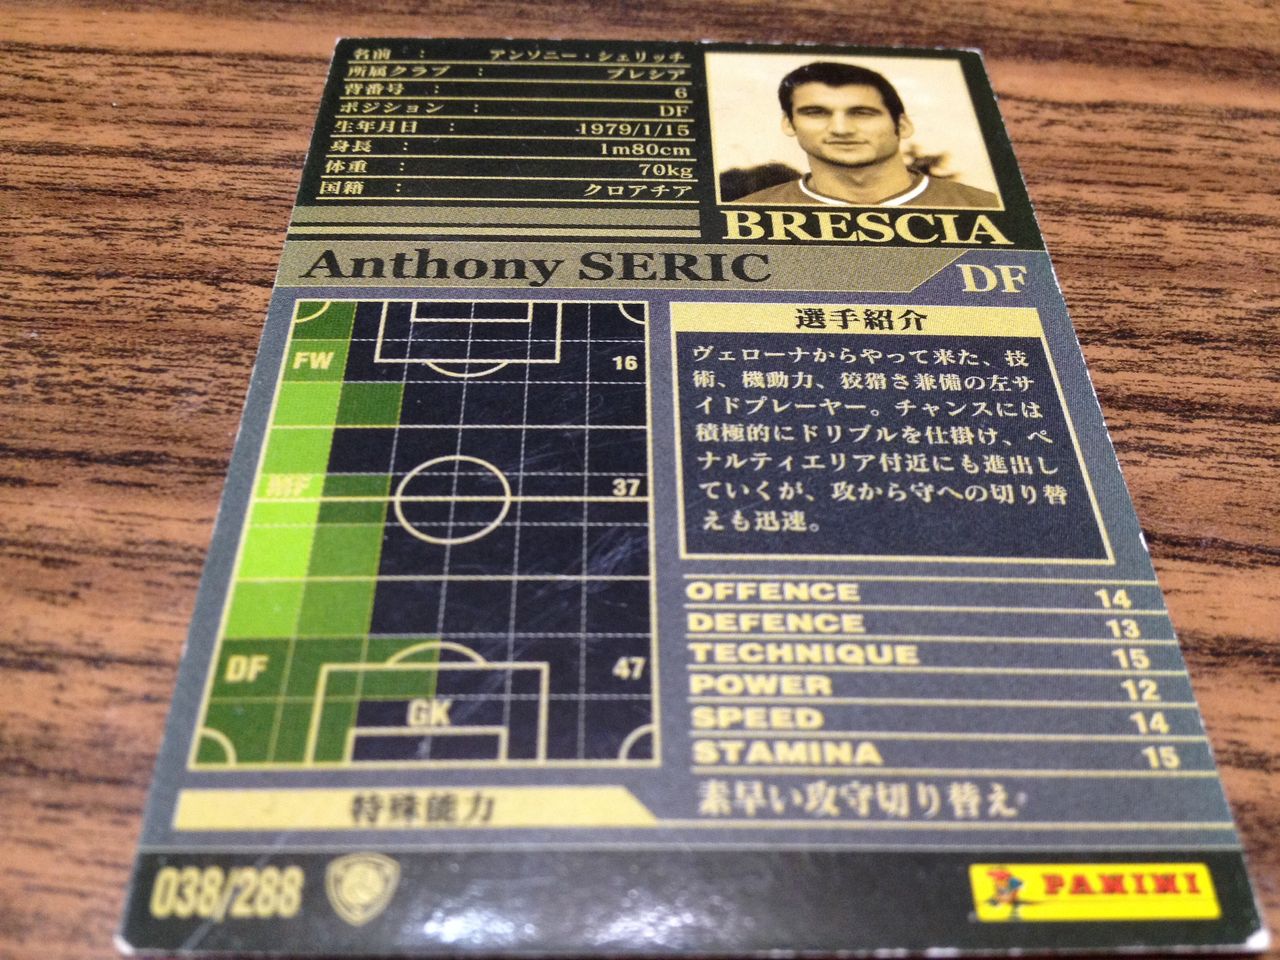 名前 : アンソニー・シェリッチ
所属クラブ : ブレシア
背番号 : 6
ポジション : DF
生年月日 : 1979/1/15
身長 : 1m80cm
体重 : 70kg
国籍 : クロアチア
BRESCIA
Anthony SERIC
DF
FW
16
MF
37
DF
47
GK
選手紹介
ヴェローナからやって来た、技
術、機動力、狡猾さ兼備の左サ
イドプレーヤー。チャンスには
積極的にドリブルを仕掛け、ペ
ナルティエリア付近にも進出し
ていくが、攻から守への切り替
えも迅速。
OFFENCE 14
DEFENCE 13
TECHNIQUE 15
POWER 12
SPEED 14
STAMINA 15
特殊能力
素早い攻守切り替え
038/288
PANINI